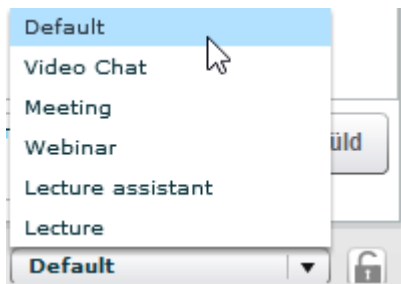 Default
Video Chat
Meeting
Webinar
üld
Lecture assistant
Lecture
Default